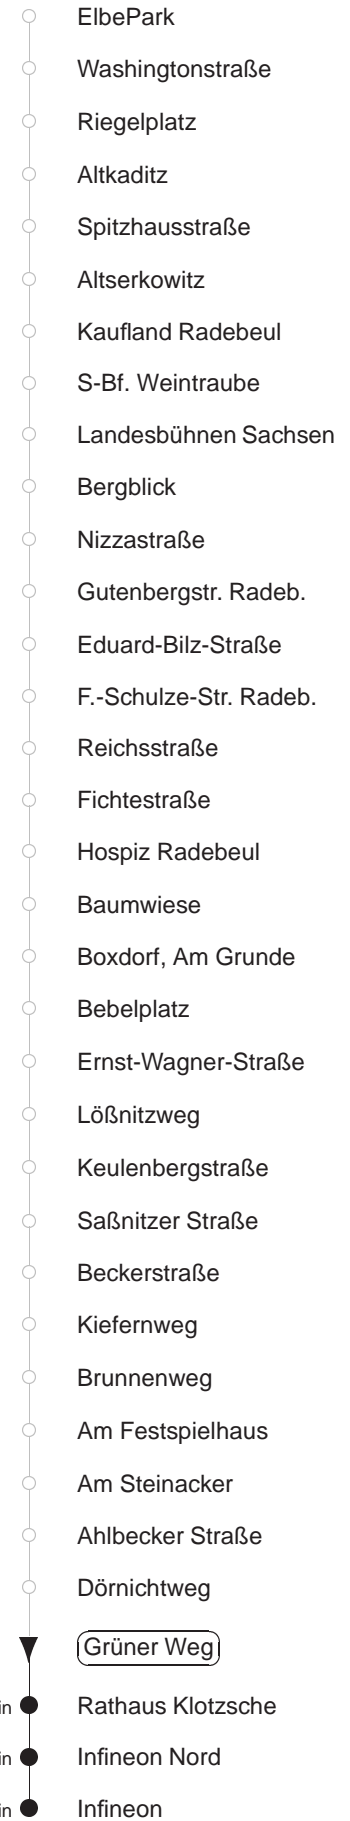 ElbePark
Washingtonstraße
Riegelplatz
Altkaditz
Spitzhausstraße
Altserkowitz
Kaufland Radebeul
S-Bf. Weintraube
Landesbühnen Sachsen
Bergblick
Nizzastraße
Gutenbergstr. Radeb.
Eduard-Bilz-Straße
F.-Schulze-Str. Radeb.
Reichsstraße
Fichtestraße
Hospiz Radebeul
Baumwiese
Boxdorf, Am Grunde
Bebelplatz
Ernst-Wagner-Straße
Lößnitzweg
Keulenbergstraße
Saßnitzer Straße
Beckerstraße
Kiefernweg
Brunnenweg
Am Festspielhaus
Am Steinacker
Ahlbecker Straße
Dörnichtweg
Grüner Weg
Rathaus Klotzsche
Infineon Nord
Infineon